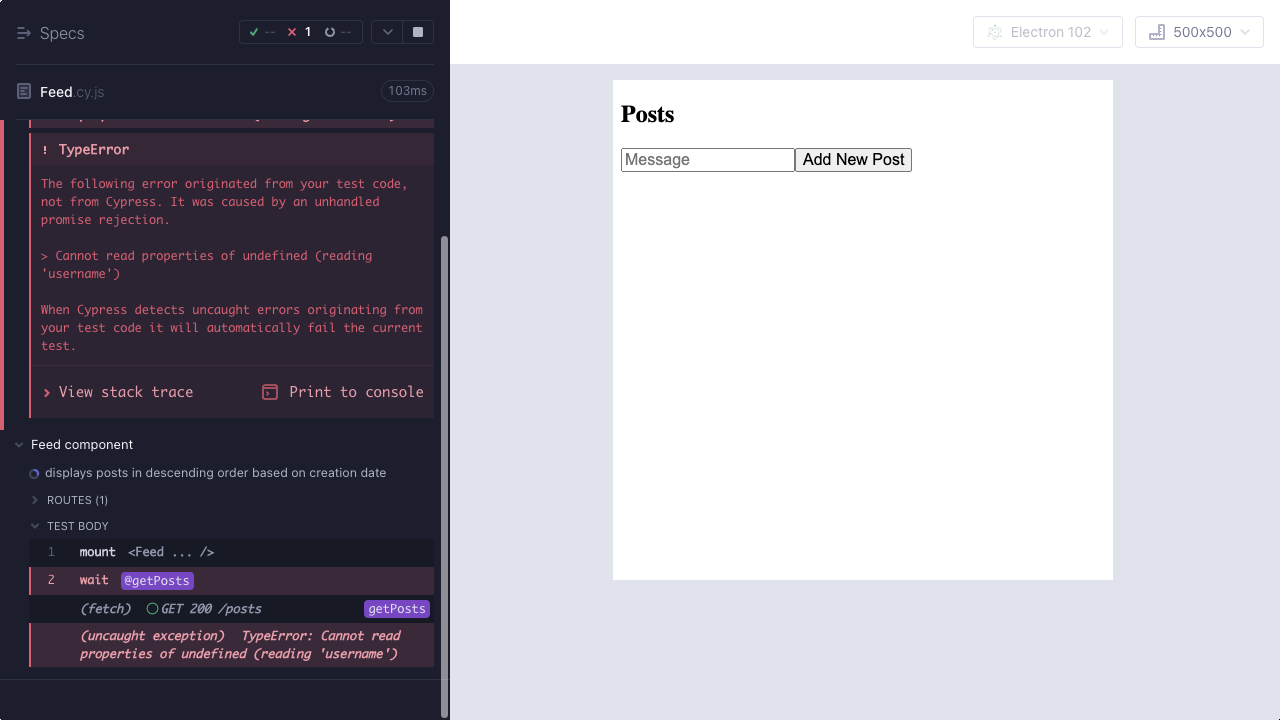 Specs
-- 1 --
Feed.cy.js 103ms
! TypeError
The following error originated from your test code,
not from Cypress. It was caused by an unhandled
promise rejection.
> Cannot read properties of undefined (reading
'username')
When Cypress detects uncaught errors originating from
your test code it will automatically fail the current
test.
View stack trace Print to console
Feed component
displays posts in descending order based on creation date
ROUTES (1)
TEST BODY
1 mount <Feed ... />
2 wait @getPosts
(fetch) GET 200 /posts getPosts
(uncaught exception) TypeError: Cannot read
properties of undefined (reading 'username')
Electron 102 500x500
Posts
Message Add New Post